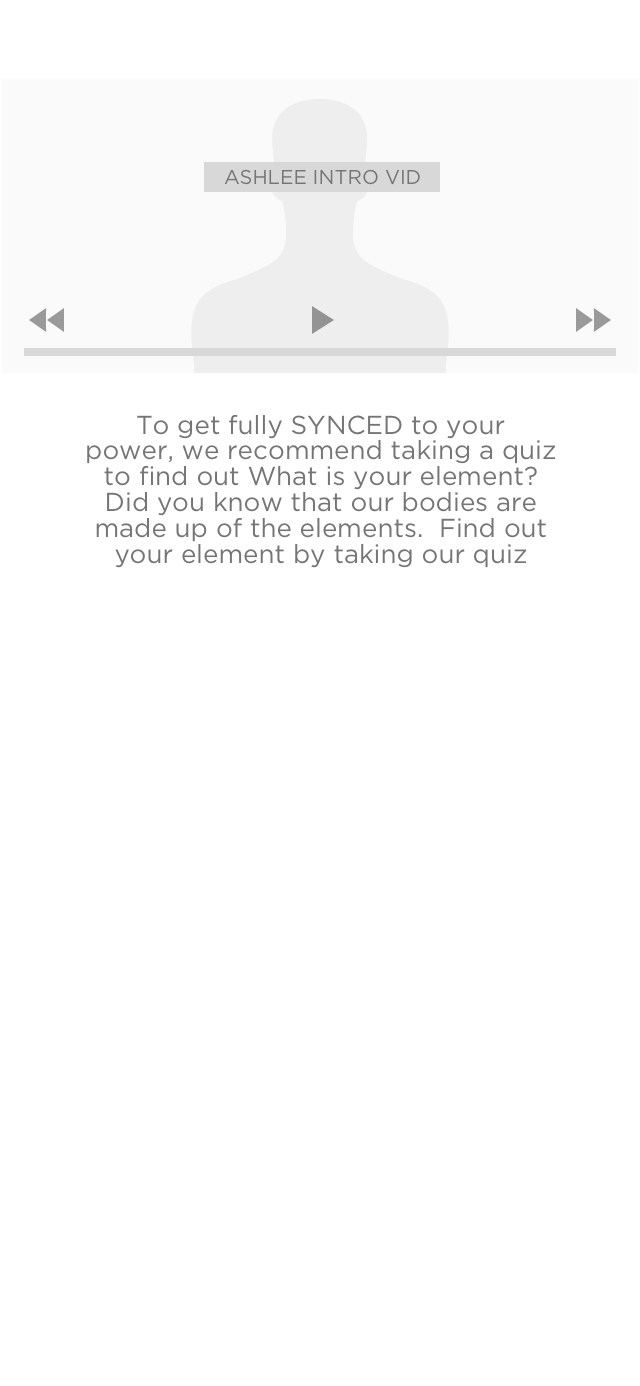 ASHLEE INTRO VID
To get fully SYNCED to your
power, we recommend taking a quiz
to find out What is your element?
Did you know that our bodies are
made up of the elements.  Find out
your element by taking our quiz